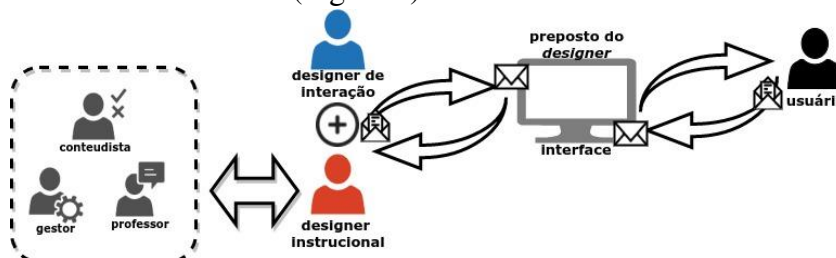 preposto do
designer
designer de
interação
usuári
conteudista
interface
gestor
professor
designer
instrucional